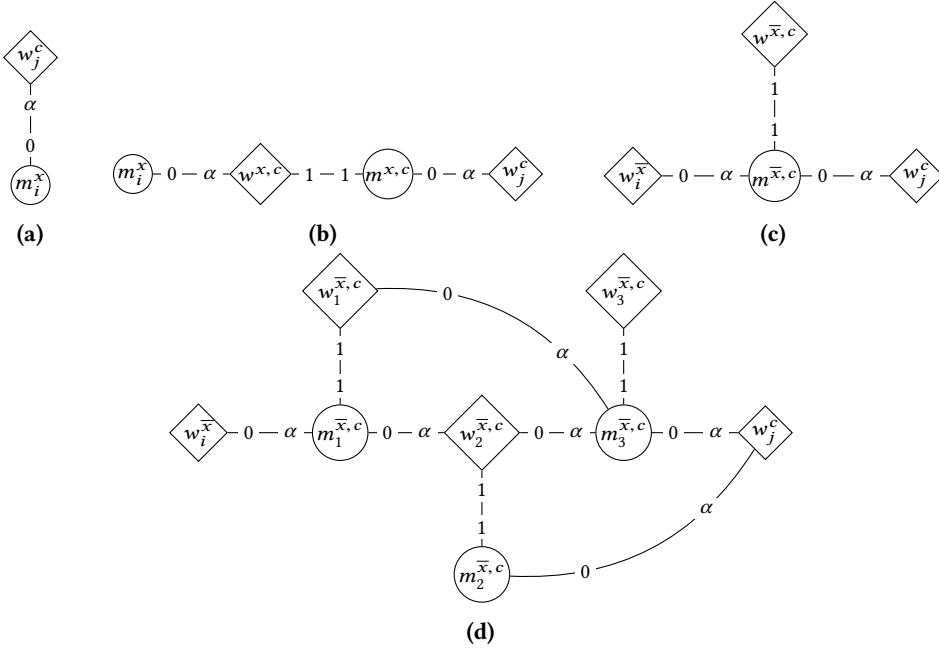 w_j^c
α
0
m_i^x
(a)
m_i^x 0 α w^{x,c} 1 1 m^{x,c} 0 α w_j^c
(b)
w^{x̅,c}
1
1
w_i^{x̅} 0 α m^{x̅,c} 0 α w_j^c
(c)
w_1^{x̅,c} 0 w_3^{x̅,c}
1 α 1
1 1
w_i^{x̅} 0 α m_1^{x̅,c} 0 α w_2^{x̅,c} 0 α m_3^{x̅,c} 0 α w_j^c
1 α
1
m_2^{x̅,c} 0
(d)